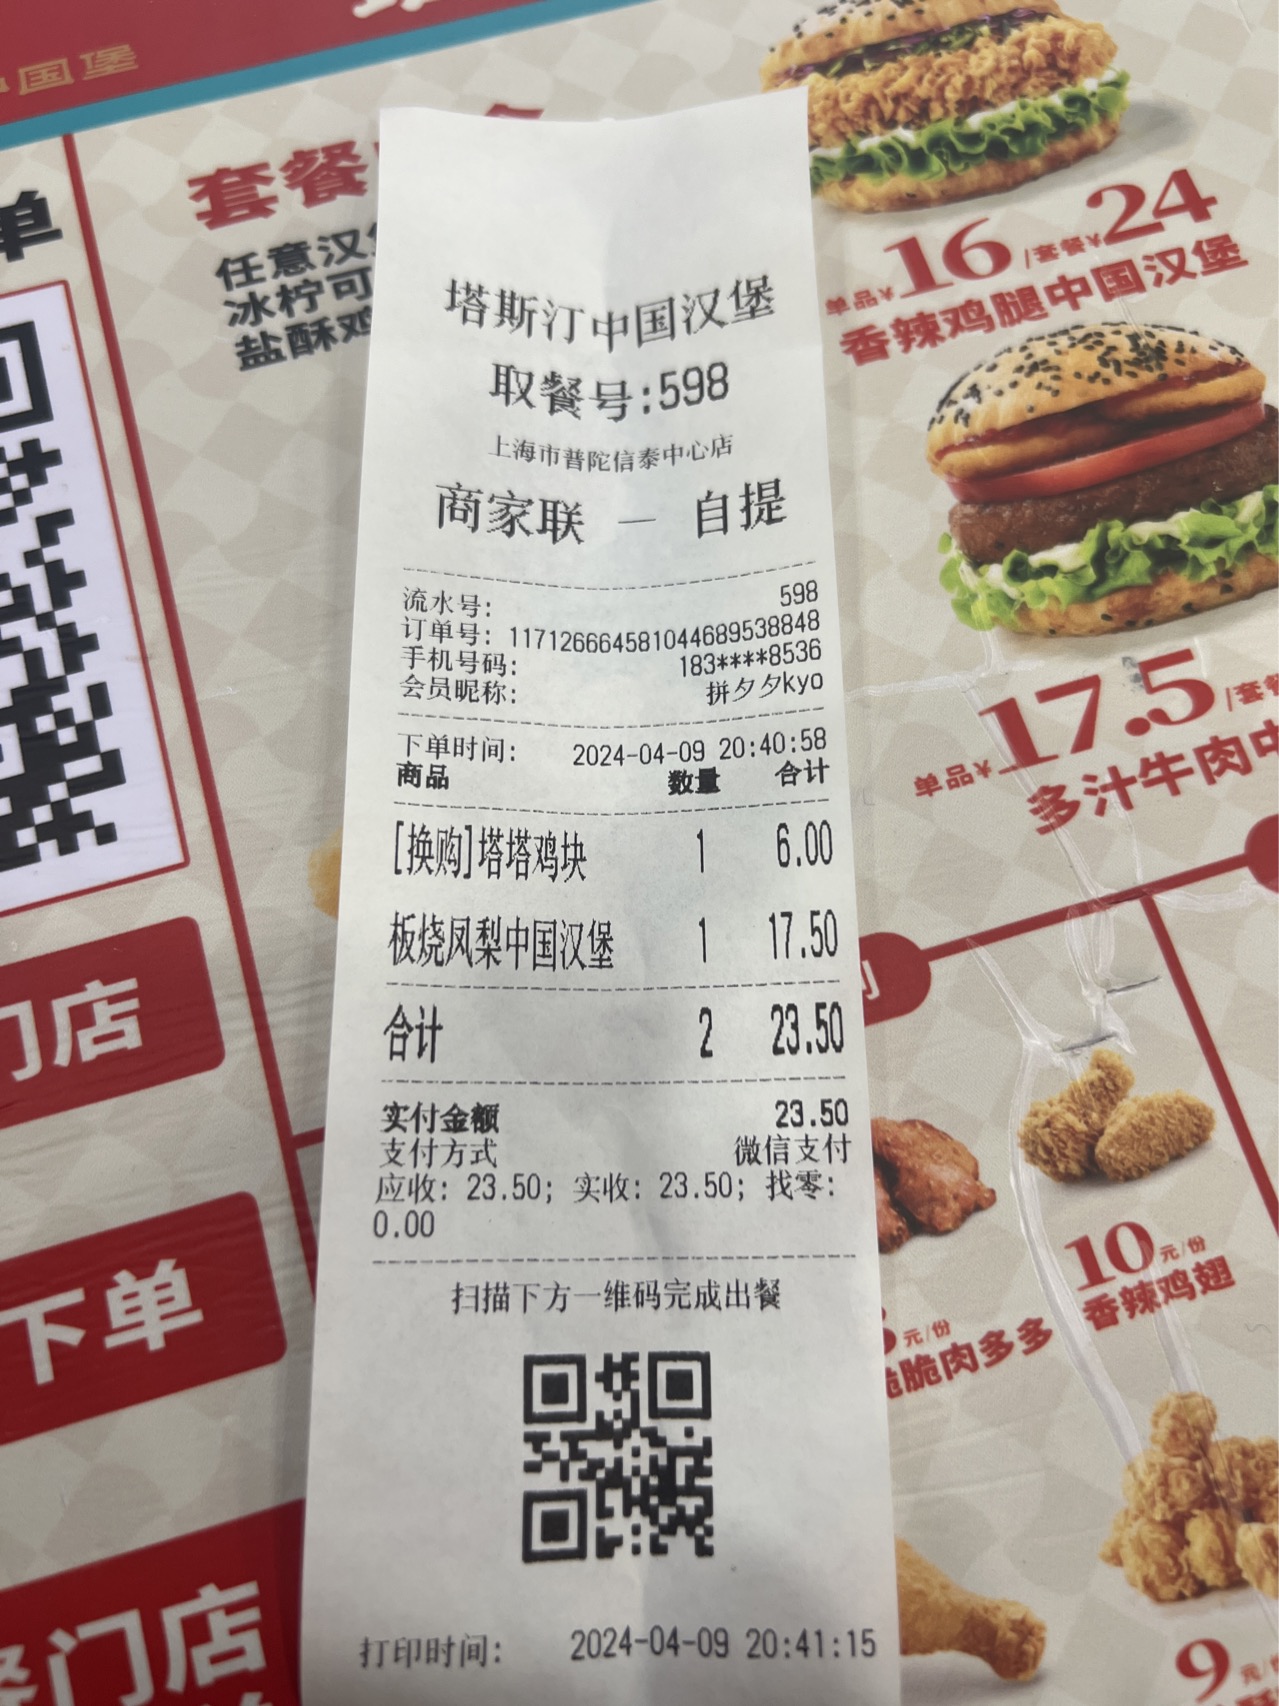 中国堡
单
套餐
任意汉
冰柠可
盐酥鸡
单品¥16/套餐¥24
香辣鸡腿中国汉堡
单品¥17.5/套餐
多汁牛肉中
塔斯汀中国汉堡
取餐号:598
上海市普陀信泰中心店
商家联 — 自提
流水号: 598
订单号: 117126664581044689538848
手机号码: 183****8536
会员昵称: 拼夕夕kyo
下单时间: 2024-04-09 20:40:58
商品 数量 合计
[换购]塔塔鸡块 1 6.00
板烧凤梨中国汉堡 1 17.50
合计 2 23.50
实付金额 23.50
支付方式 微信支付
应收: 23.50; 实收: 23.50; 找零:
0.00
扫描下方一维码完成出餐
打印时间: 2024-04-09 20:41:15
门店
下单
门店
10元/份
香辣鸡翅
元/份
脆肉多多
9元/